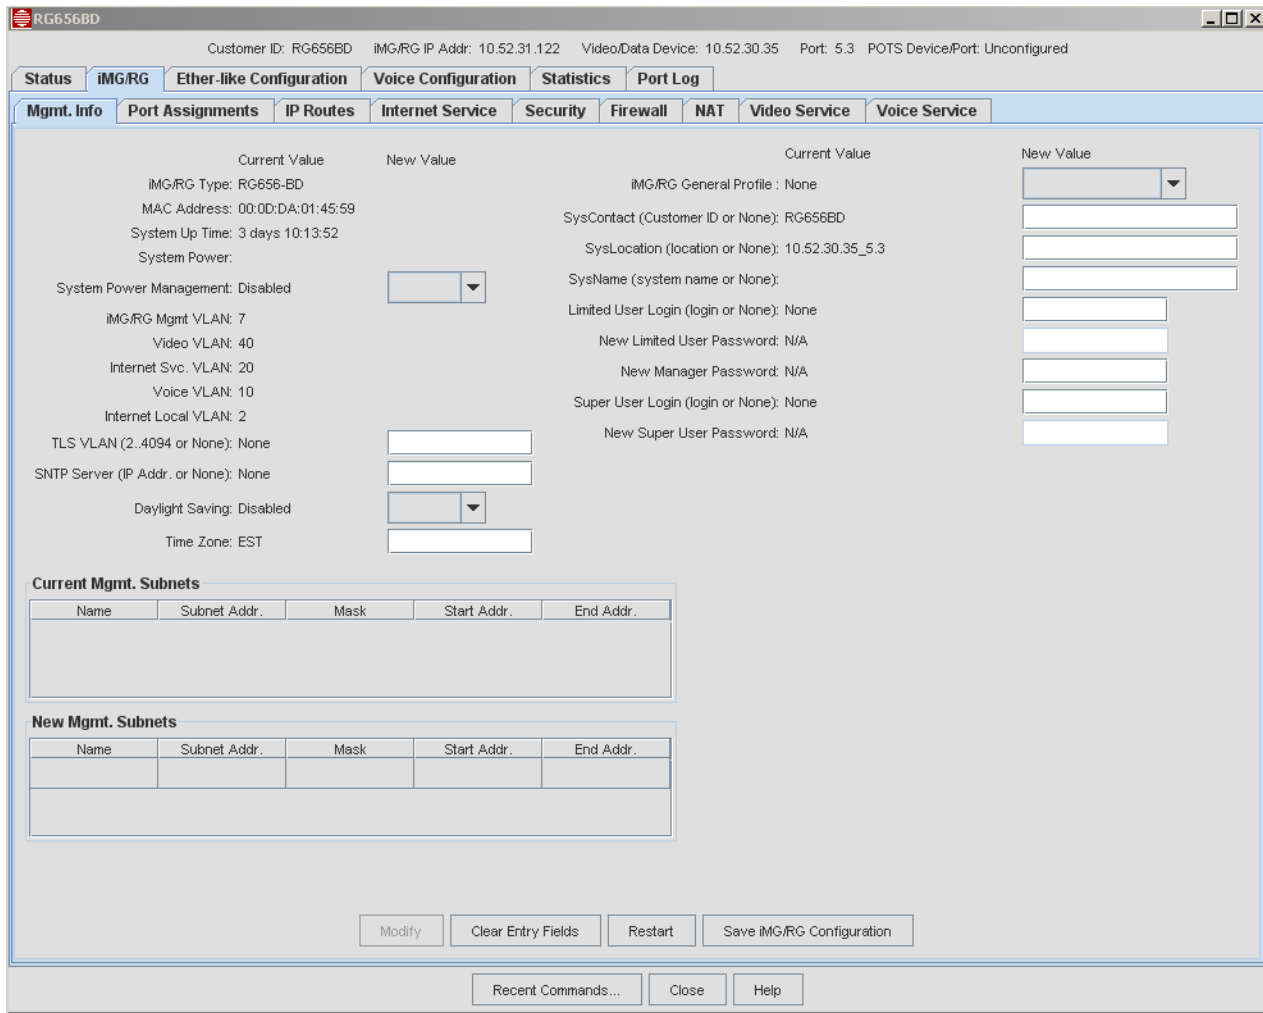 RG656BD
Customer ID: RG656BD iMG/RG IP Addr: 10.52.31.122 Video/Data Device: 10.52.30.35 Port: 5.3 POTS Device/Port: Unconfigured
Status iMG/RG Ether-like Configuration Voice Configuration Statistics Port Log
Mgmt. Info Port Assignments IP Routes Internet Service Security Firewall NAT Video Service Voice Service
Current Value New Value
iMG/RG Type: RG656-BD
MAC Address: 00:0D:DA:01:45:59
System Up Time: 3 days 10:13:52
System Power:
System Power Management: Disabled
iMG/RG Mgmt VLAN: 7
Video VLAN: 40
Internet Svc. VLAN: 20
Voice VLAN: 10
Internet Local VLAN: 2
TLS VLAN (2..4094 or None): None
SNTP Server (IP Addr. or None): None
Daylight Saving: Disabled
Time Zone: EST
Current Value New Value
iMG/RG General Profile : None
SysContact (Customer ID or None): RG656BD
SysLocation (location or None): 10.52.30.35_5.3
SysName (system name or None):
Limited User Login (login or None): None
New Limited User Password: N/A
New Manager Password: N/A
Super User Login (login or None): None
New Super User Password: N/A
Current Mgmt. Subnets
Name Subnet Addr. Mask Start Addr. End Addr.
New Mgmt. Subnets
Name Subnet Addr. Mask Start Addr. End Addr.
Modify Clear Entry Fields Restart Save iMG/RG Configuration
Recent Commands... Close Help